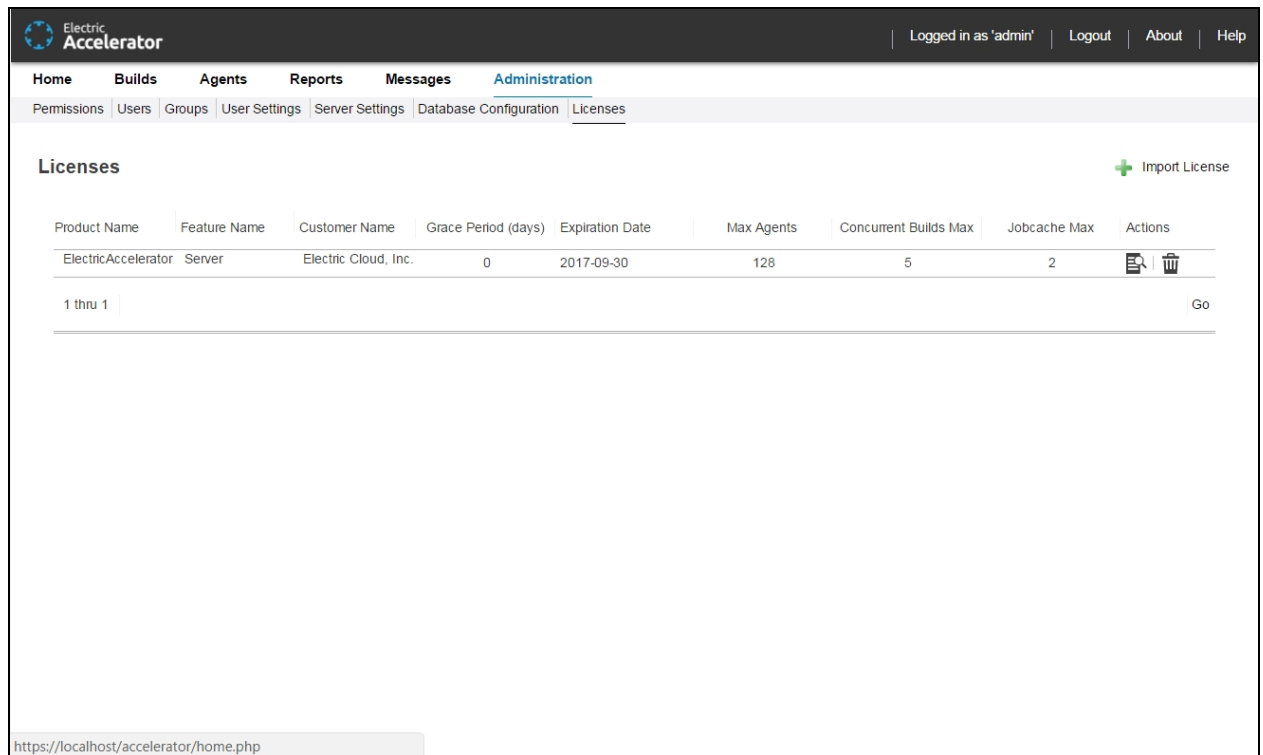 Electric
Accelerator
Logged in as 'admin' Logout About Help
Home Builds Agents Reports Messages Administration
Permissions Users Groups User Settings Server Settings Database Configuration Licenses
Licenses
Import License
Product Name Feature Name Customer Name Grace Period (days) Expiration Date Max Agents Concurrent Builds Max Jobcache Max Actions
ElectricAccelerator Server Electric Cloud, Inc. 0 2017-09-30 128 5 2
1 thru 1 Go
https://localhost/accelerator/home.php